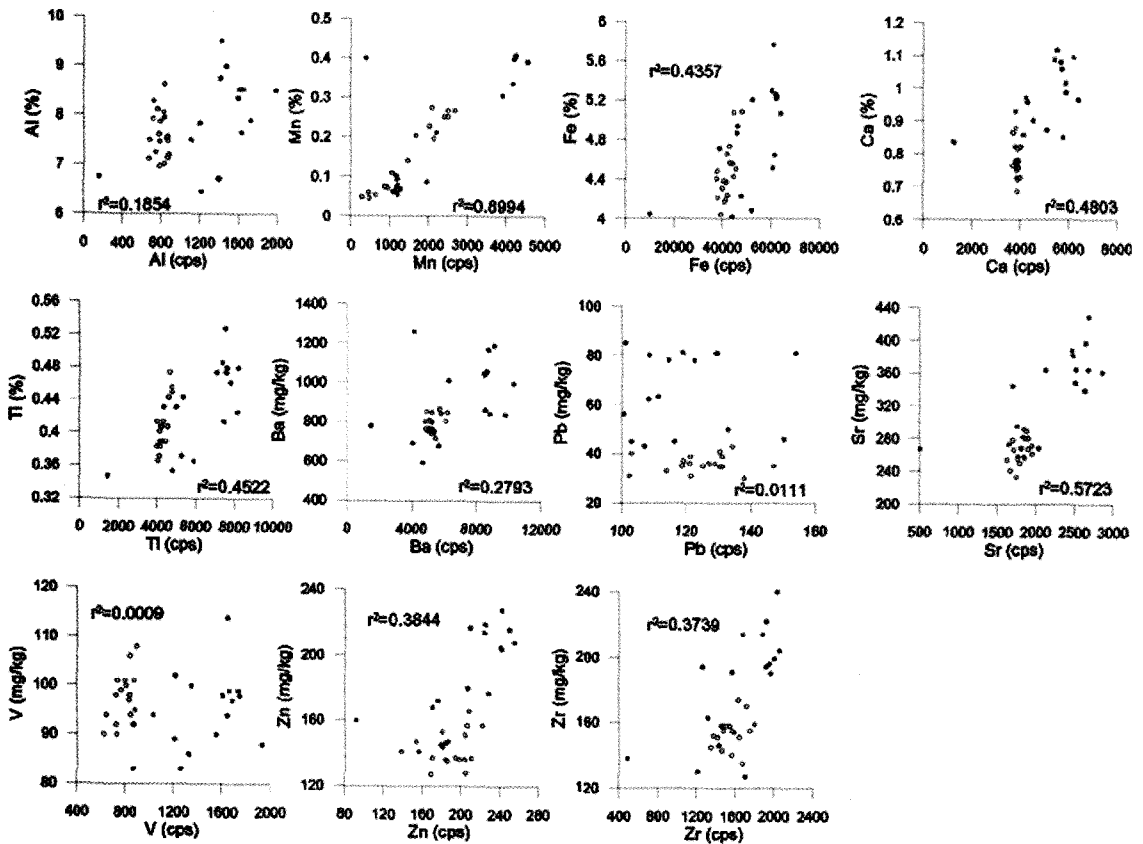 10
9
8
7
6
Al (%)
r²=0.1854
0 400 800 1200 1600 2000
Al (cps)
0.5
0.4
0.3
0.2
0.1
0
Mn (%)
r²=0.8994
0 1000 2000 3000 4000 5000
Mn (cps)
6
5.6
5.2
4.8
4.4
4
Fe (%)
r²=0.4357
0 20000 40000 60000 80000
Fe (cps)
1.2
1.1
1
0.9
0.8
0.7
0.6
Ca (%)
r²=0.4803
0 2000 4000 6000 8000
Ca (cps)
0.56
0.52
0.48
0.44
0.40
0.36
0.32
TI (%)
r²=0.4522
0 2000 4000 6000 8000 10000
TI (cps)
1400
1200
1000
800
600
400
Ba (mg/kg)
r²=0.2793
0 2000 4000 6000 8000 10000 12000
Ba (cps)
100
80
60
40
20
Pb (mg/kg)
r²=0.0111
100 120 140 160
Pb (cps)
440
400
360
320
280
240
200
Sr (mg/kg)
r²=0.5723
500 1000 1500 2000 2500 3000
Sr (cps)
120
110
100
90
80
V (mg/kg)
r²=0.0009
400 800 1200 1600 2000
V (cps)
240
200
160
120
Zn (mg/kg)
r²=0.3844
80 120 160 200 240 280
Zn (cps)
240
200
160
120
Zr (mg/kg)
r²=0.3739
400 800 1200 1600 2000 2400
Zr (cps)